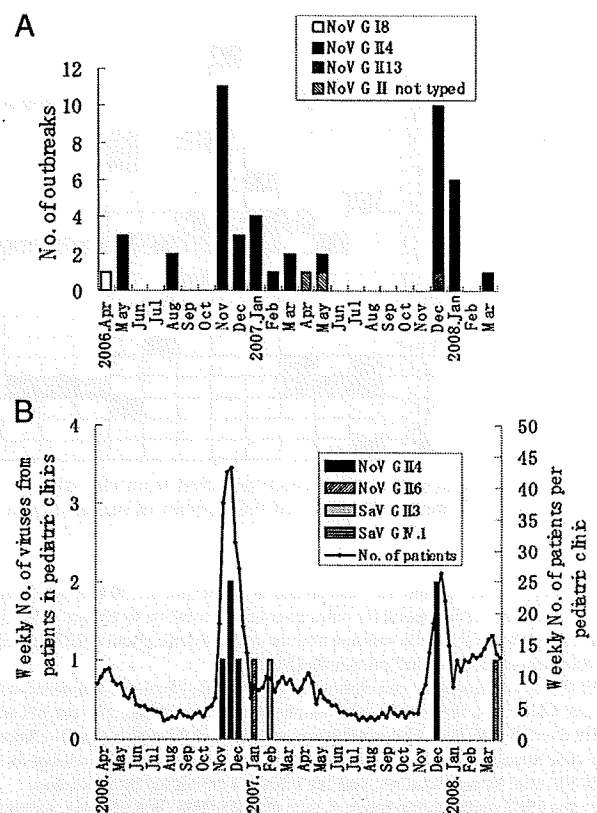 A
NoV GI8
NoV GII4
NoV GII13
NoV GII not typed
No. of outbreaks
12
10
8
6
4
2
0
2006.Apr
May
Jun
Jul
Aug
Sep
Oct
Nov
Dec
2007.Jan
Feb
Mar
Apr
May
Jun
Jul
Aug
Sep
Oct
Nov
Dec
2008.Jan
Feb
Mar
B
Weekly No. of viruses from
patients in pediatric clinics
4
3
2
1
0
NoV GII4
NoV GII6
SaV GII3
SaV GIV.1
No. of patients
50
45
40
35
30
25
20
15
10
5
0
Weekly No. of patients per
pediatric clinic
2006. Apr
May
Jun
Jul
Aug
Sep
Oct
Nov
Dec
2007. Jan
Feb
Mar
Apr
May
Jun
Jul
Aug
Sep
Oct
Nov
Dec
2008. Jan
Feb
Mar